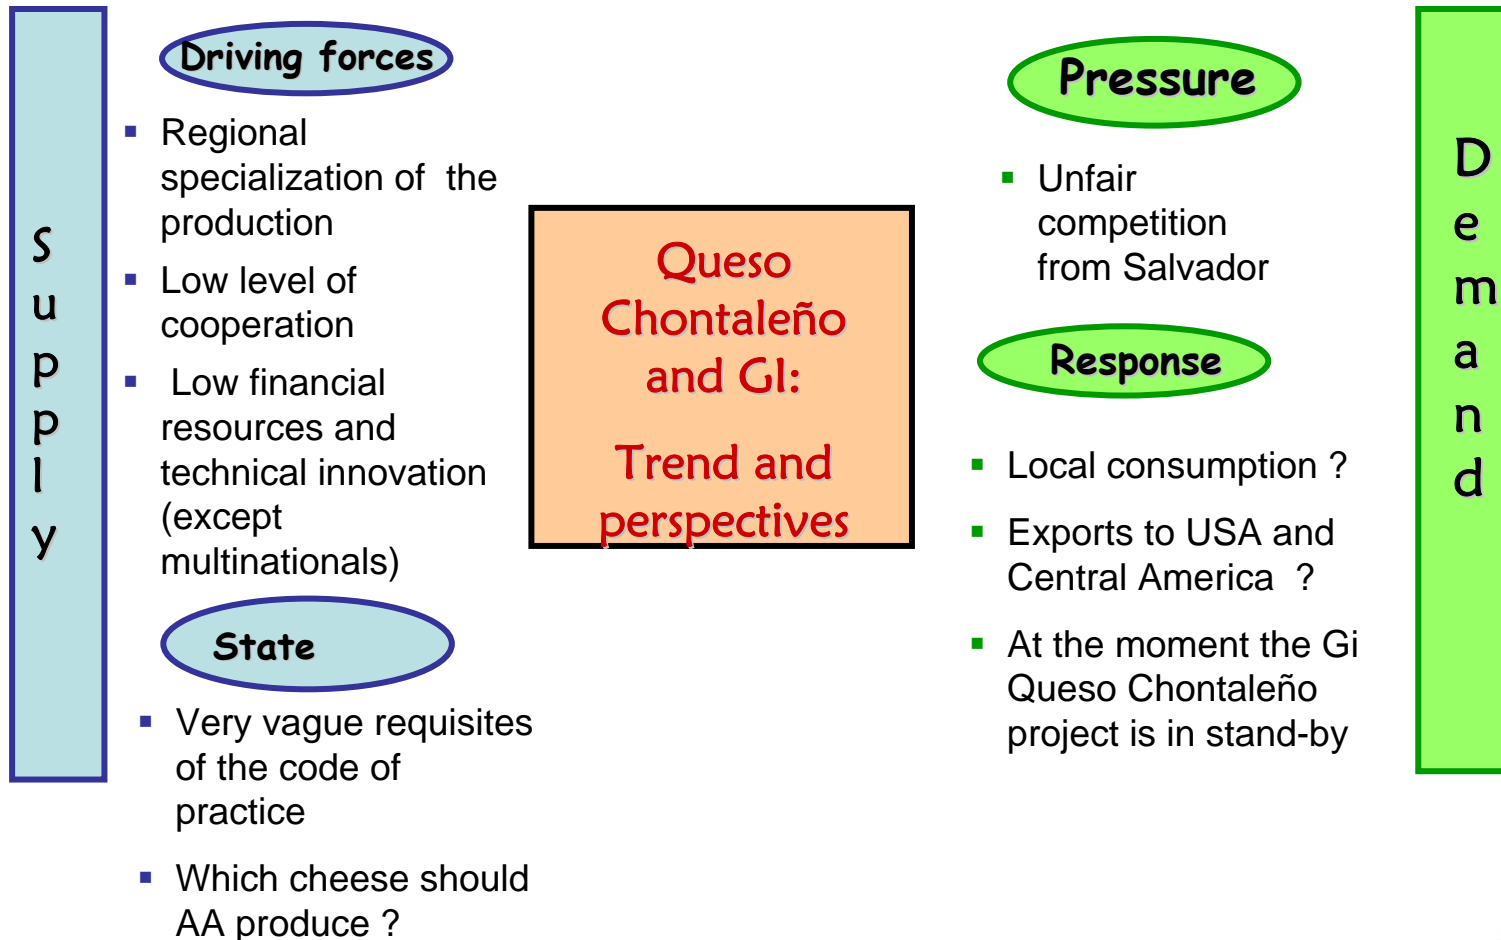 Supply
Driving forces
▪ Regional
specialization of the
production
▪ Low level of
cooperation
▪ Low financial
resources and
technical innovation
(except
multinationals)
State
▪ Very vague requisites
of the code of
practice
▪ Which cheese should
AA produce ?
Queso
Chontaleño
and GI:
Trend and
perspectives
Pressure
▪ Unfair
competition
from Salvador
Response
▪ Local consumption ?
▪ Exports to USA and
Central America ?
▪ At the moment the Gi
Queso Chontaleño
project is in stand-by
Demand